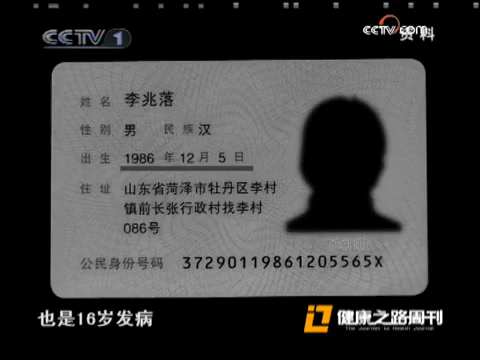 CCTV 1
cctv.com
资料
姓名 李兆落
性别 男 民族 汉
出生 1986 年 12 月 5 日
住址 山东省菏泽市牡丹区李村
镇前长张行政村找李村
086号
公民身份号码 37290119861205565X
也是16岁发病
健康之路周刊